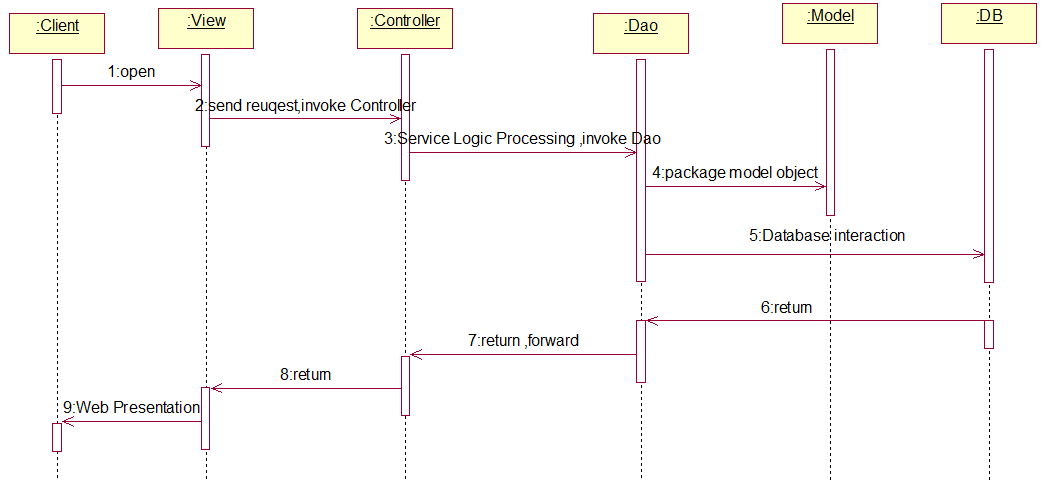 :Client
:View
:Controller
:Dao
:Model
:DB
1:open
2:send reuqest,invoke Controller
3:Service Logic Processing ,invoke Dao
4:package model object
5:Database interaction
6:return
7:return ,forward
8:return
9:Web Presentation